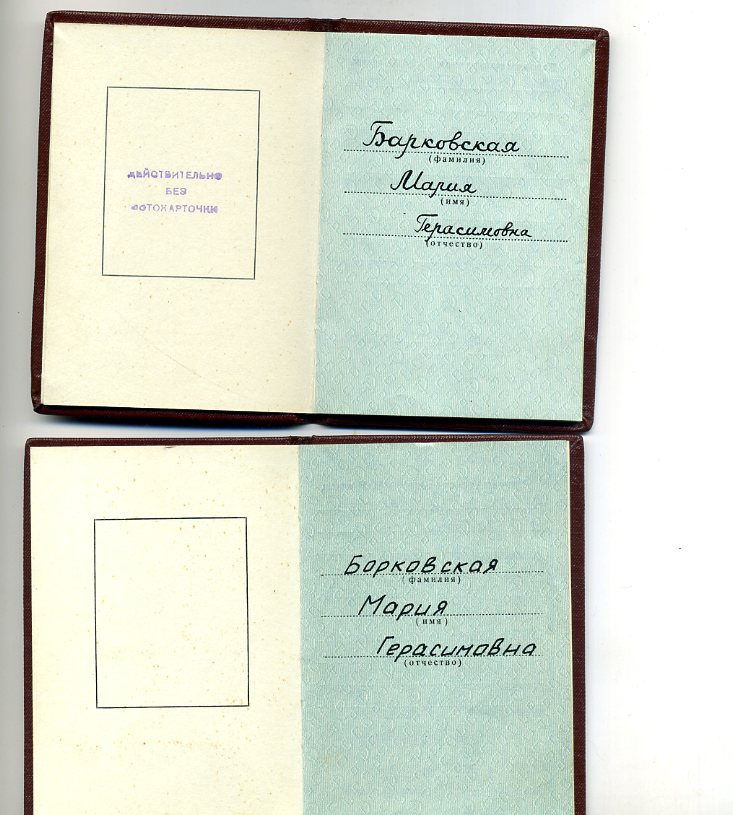 ДЕЙСТВИТЕЛЬНО
БЕЗ
ФОТОКАРТОЧКИ
Барковская
(фамилия)
Мария
(имя)
Герасимовна
(отчество)
Борковская
(фамилия)
Мария
(имя)
Герасимовна
(отчество)